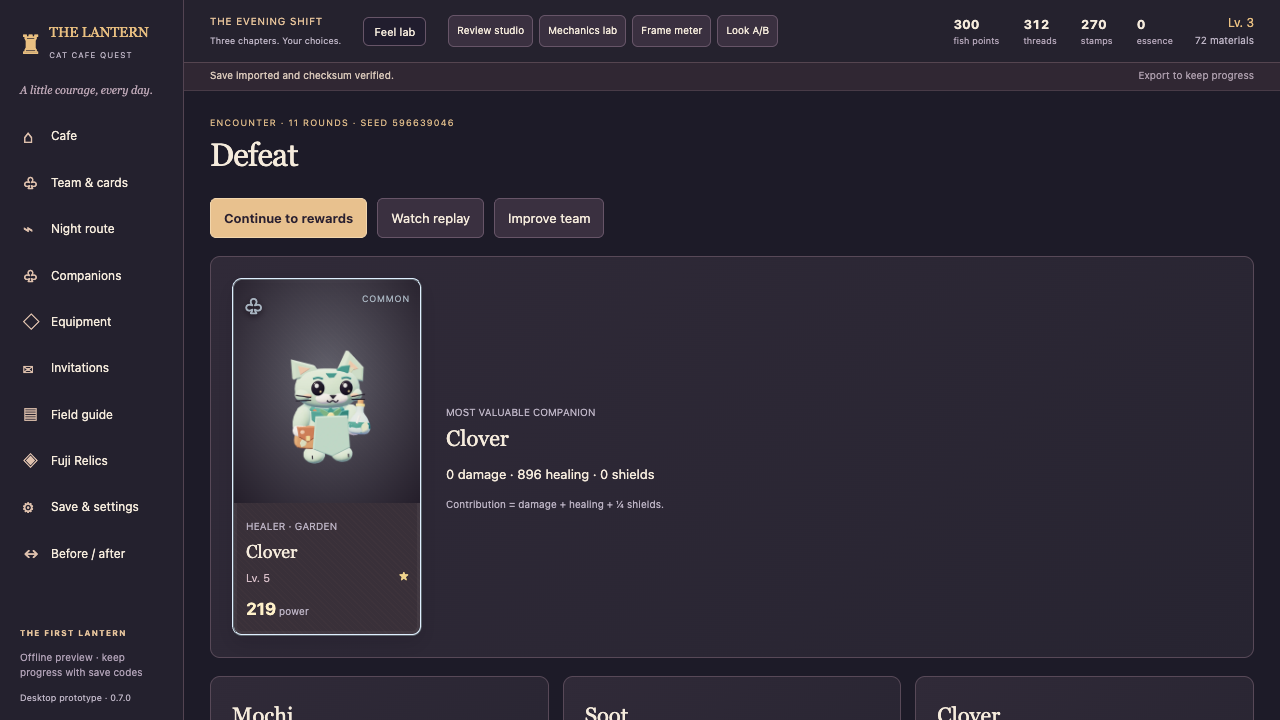 THE LANTERN
CAT CAFE QUEST
A little courage, every day.
Cafe
Team & cards
Night route
Companions
Equipment
Invitations
Field guide
Fuji Relics
Save & settings
Before / after
THE FIRST LANTERN
Offline preview · keep
progress with save codes
Desktop prototype · 0.7.0
THE EVENING SHIFT
Three chapters. Your choices.
Feel lab
Review studio
Mechanics lab
Frame meter
Look A/B
300
fish points
312
threads
270
stamps
0
essence
Lv. 3
72 materials
Save imported and checksum verified.
Export to keep progress
ENCOUNTER · 11 ROUNDS · SEED 596639046
Defeat
Continue to rewards
Watch replay
Improve team
COMMON
HEALER · GARDEN
Clover
Lv. 5
219 power
MOST VALUABLE COMPANION
Clover
0 damage · 896 healing · 0 shields
Contribution = damage + healing + ¼ shields.
Mochi
Soot
Clover